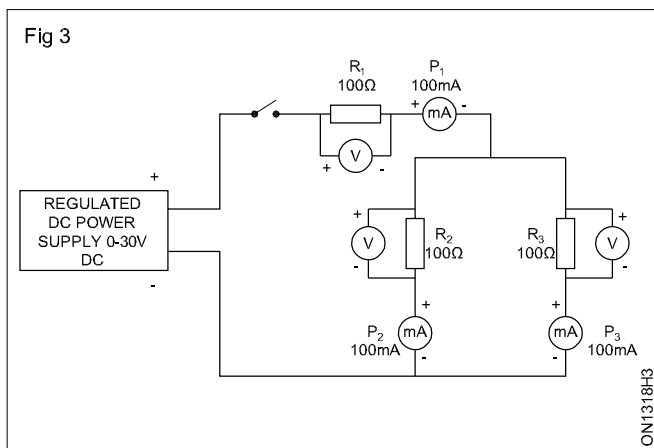 Fig 3
R1
100Ω
P1
100mA
+
mA
-
+
V
-
+
REGULATED
DC POWER
SUPPLY 0-30V
DC
-
+
V
-
R2
100Ω
R3
100Ω
+
V
-
+
P2
100mA
mA
-
+
mA
-
P3
100mA
ON1318H3